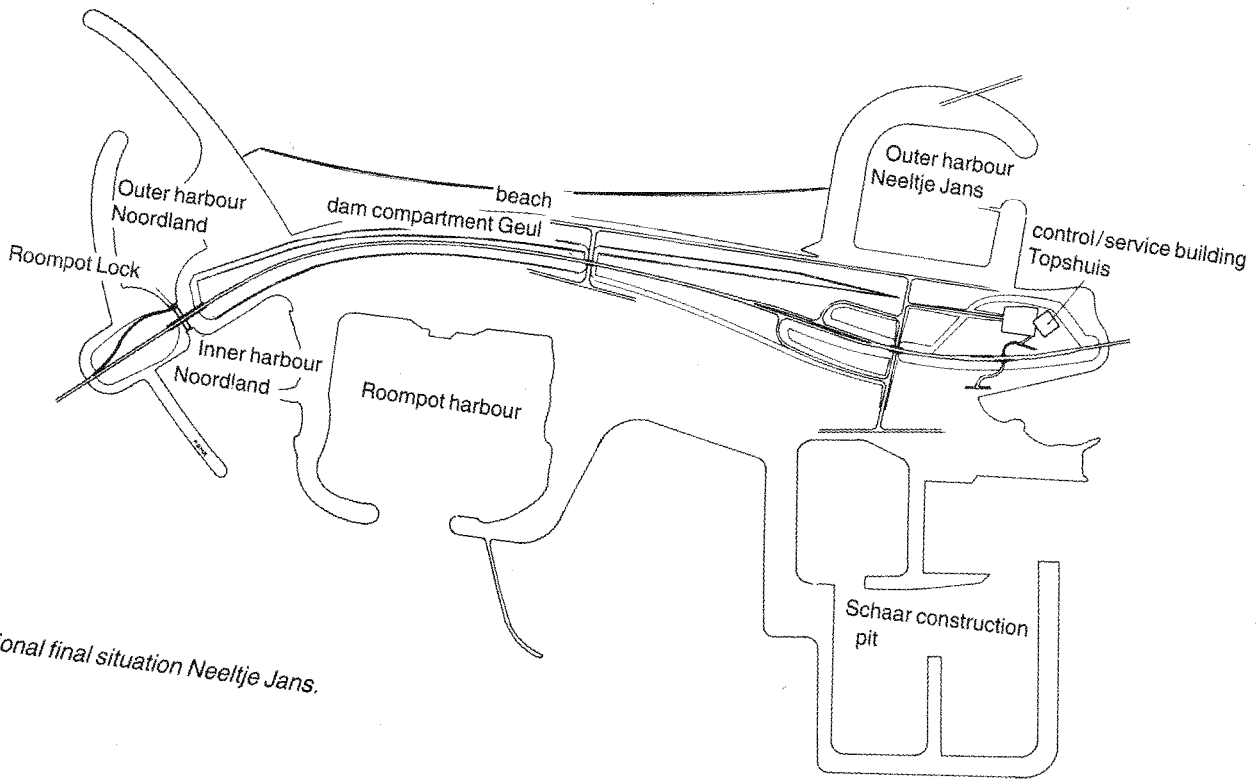 beach
dam compartment Geul
Outer harbour
Noordland
Roompot Lock
Inner harbour
Noordland
Roompot harbour
Outer harbour
Neeltje Jans
control/service building
Topshuis
Schaar construction
pit
ional final situation Neeltje Jans.